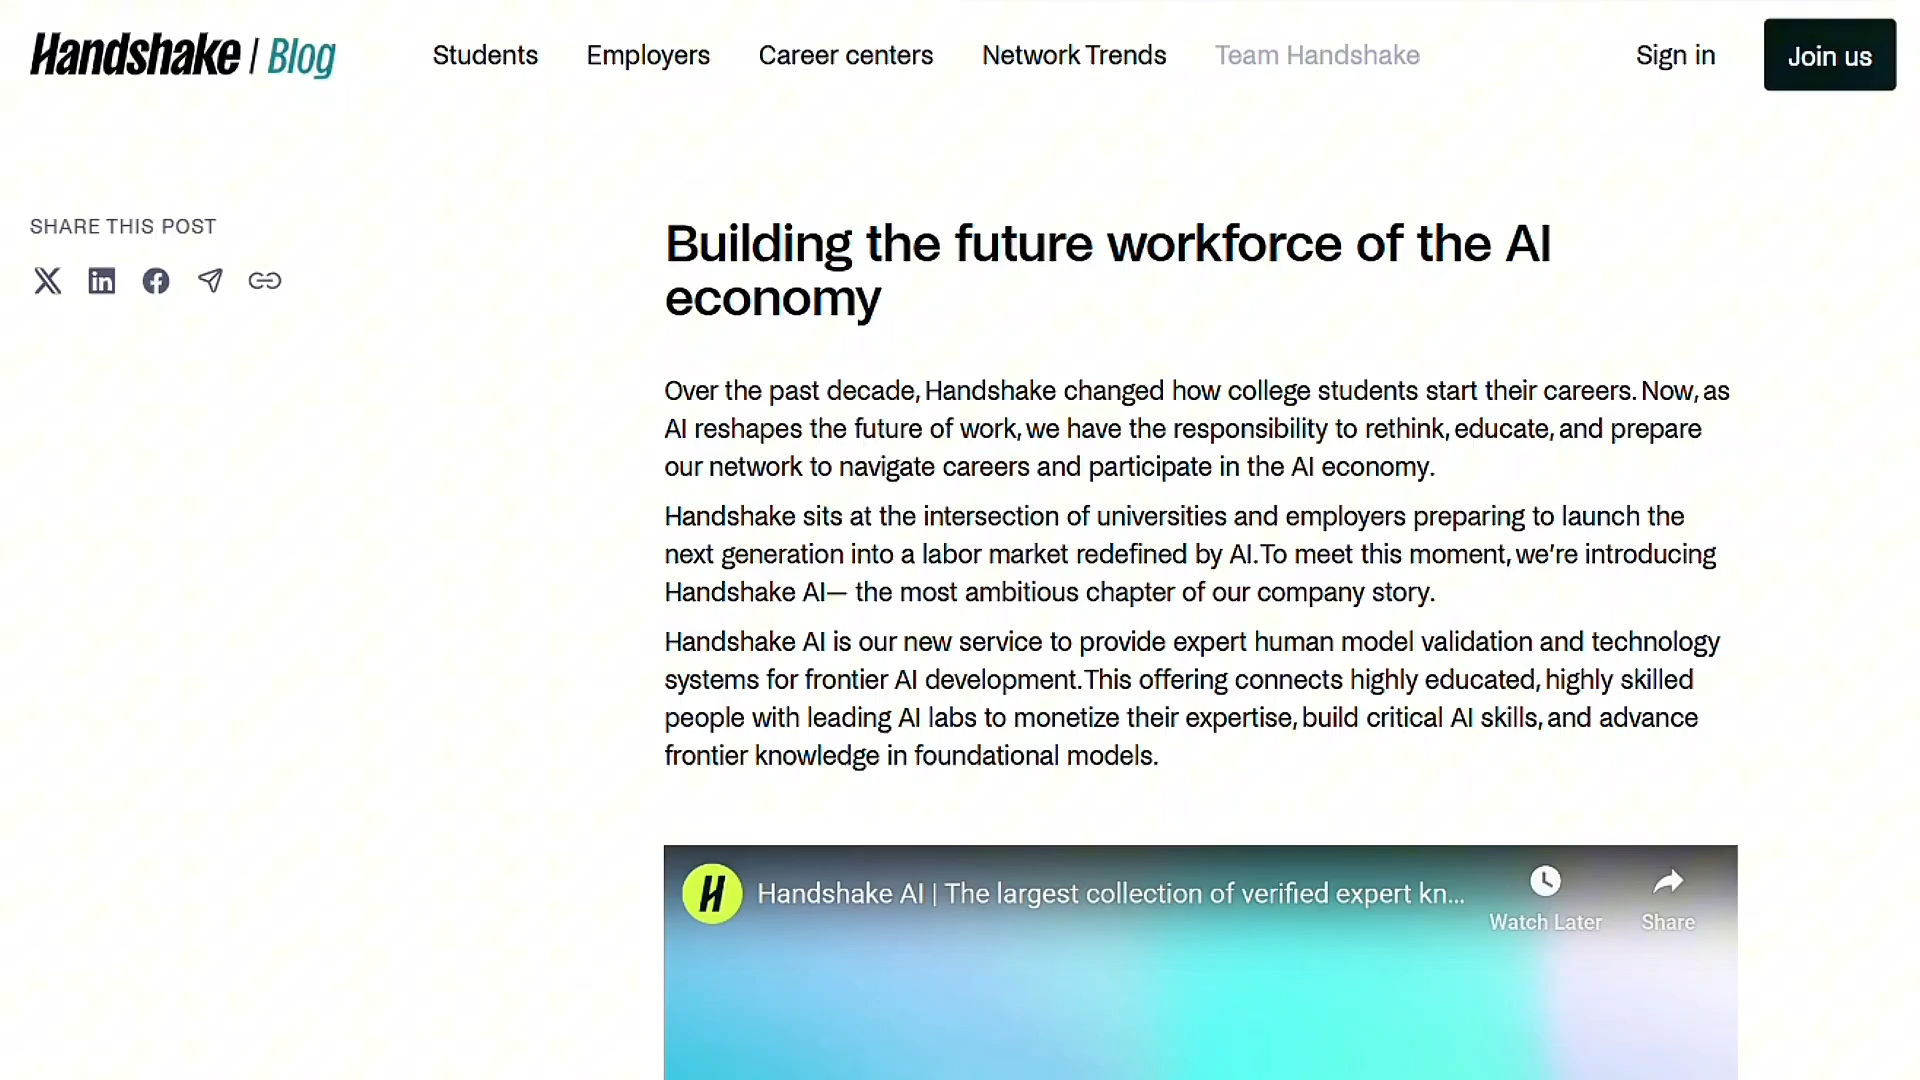 Handshake | Blog
Students Employers Career centers Network Trends Team Handshake Sign in Join us
SHARE THIS POST
Building the future workforce of the AI
economy
Over the past decade, Handshake changed how college students start their careers. Now, as
AI reshapes the future of work, we have the responsibility to rethink, educate, and prepare
our network to navigate careers and participate in the AI economy.
Handshake sits at the intersection of universities and employers preparing to launch the
next generation into a labor market redefined by AI. To meet this moment, we're introducing
Handshake AI— the most ambitious chapter of our company story.
Handshake AI is our new service to provide expert human model validation and technology
systems for frontier AI development. This offering connects highly educated, highly skilled
people with leading AI labs to monetize their expertise, build critical AI skills, and advance
frontier knowledge in foundational models.
H Handshake AI | The largest collection of verified expert kn...
Watch Later Share